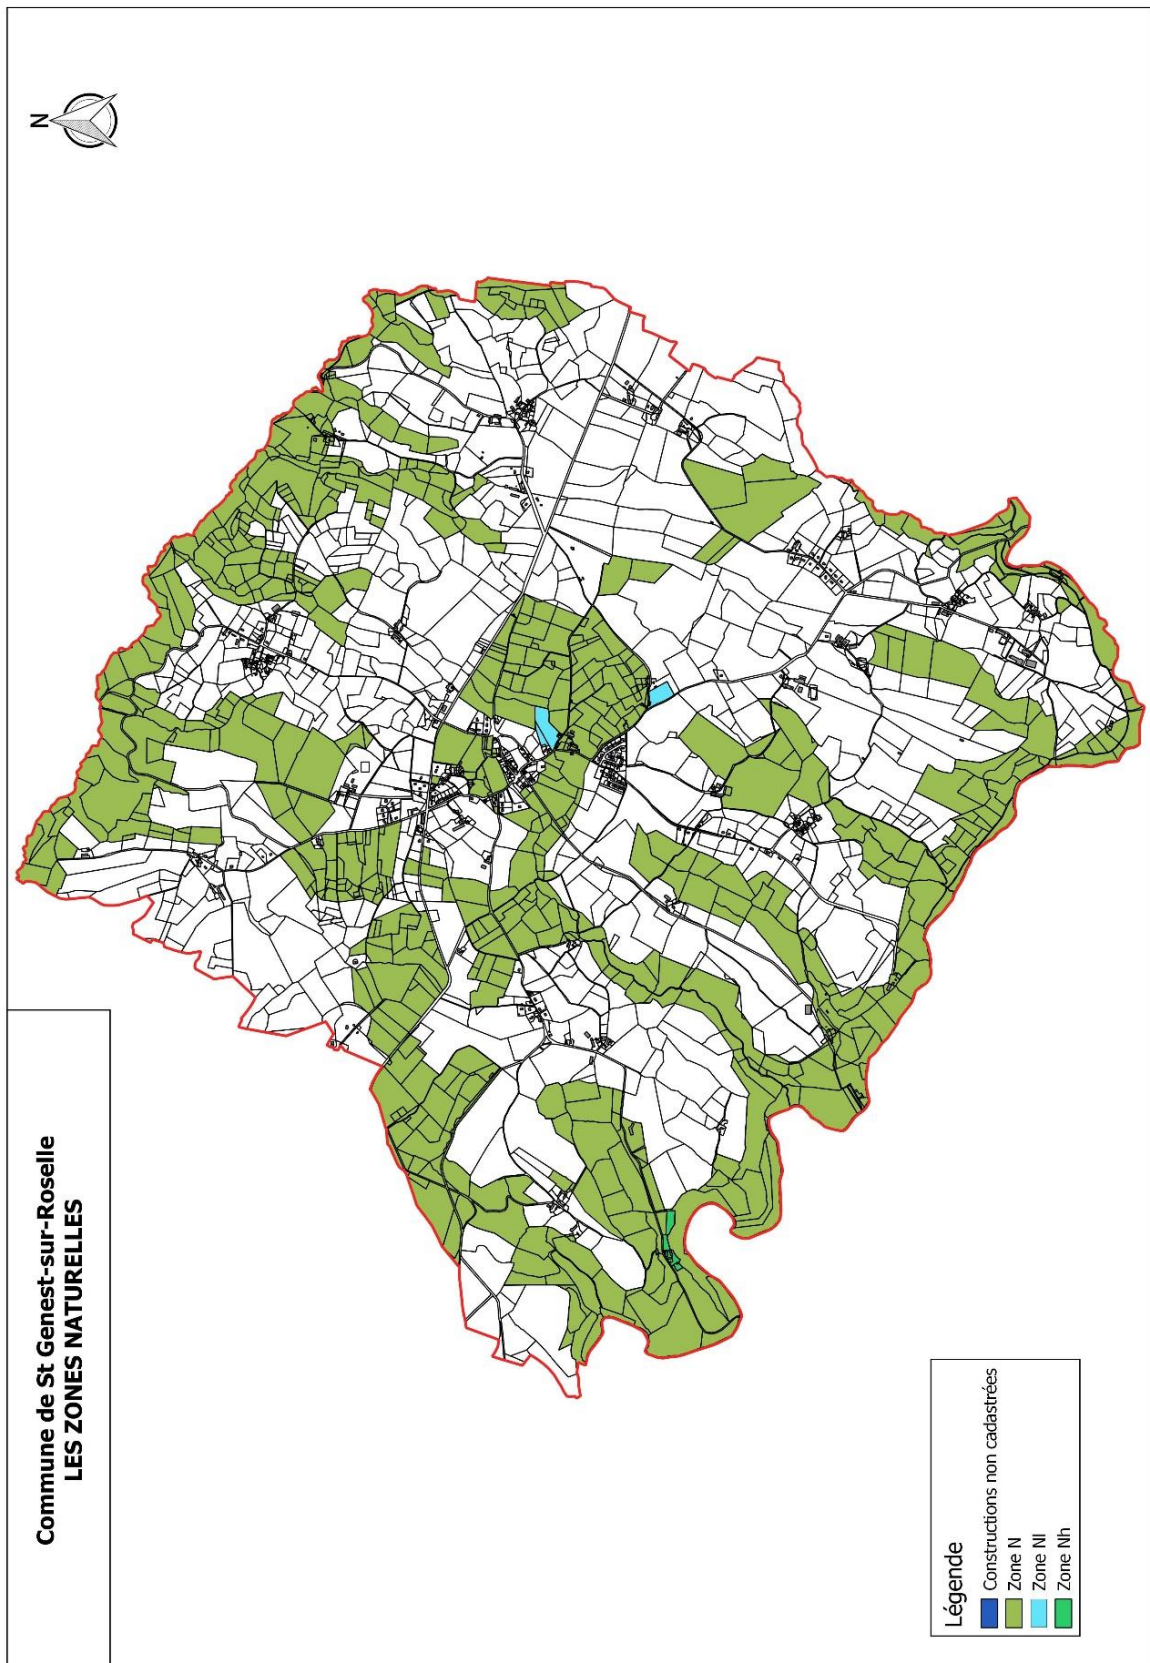 Commune de St Genest-sur-Roselle
LES ZONES NATURELLES
N
Légende
Constructions non cadastrées
Zone N
Zone Nl
Zone Nh